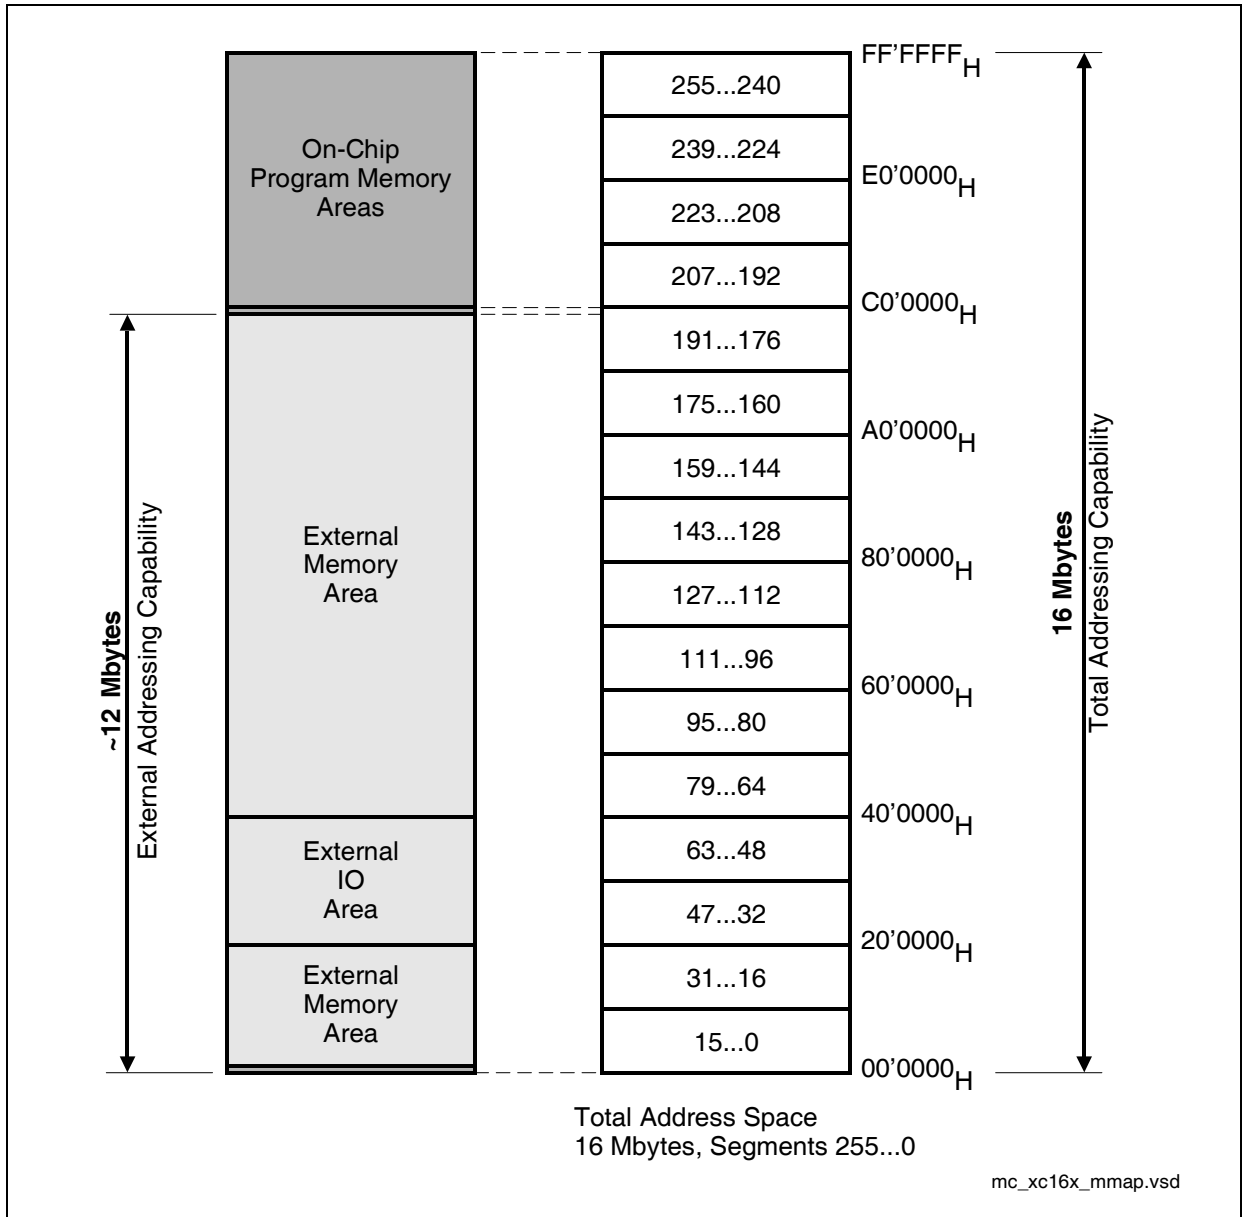 On-Chip
Program Memory
Areas
External
Memory
Area
External
IO
Area
External
Memory
Area
~12 Mbytes
External Addressing Capability
255...240
239...224
223...208
207...192
191...176
175...160
159...144
143...128
127...112
111...96
95...80
79...64
63...48
47...32
31...16
15...0
FF'FFFFH
E0'0000H
C0'0000H
A0'0000H
80'0000H
60'0000H
40'0000H
20'0000H
00'0000H
16 Mbytes
Total Addressing Capability
Total Address Space
16 Mbytes, Segments 255...0
mc_xc16x_mmap.vsd